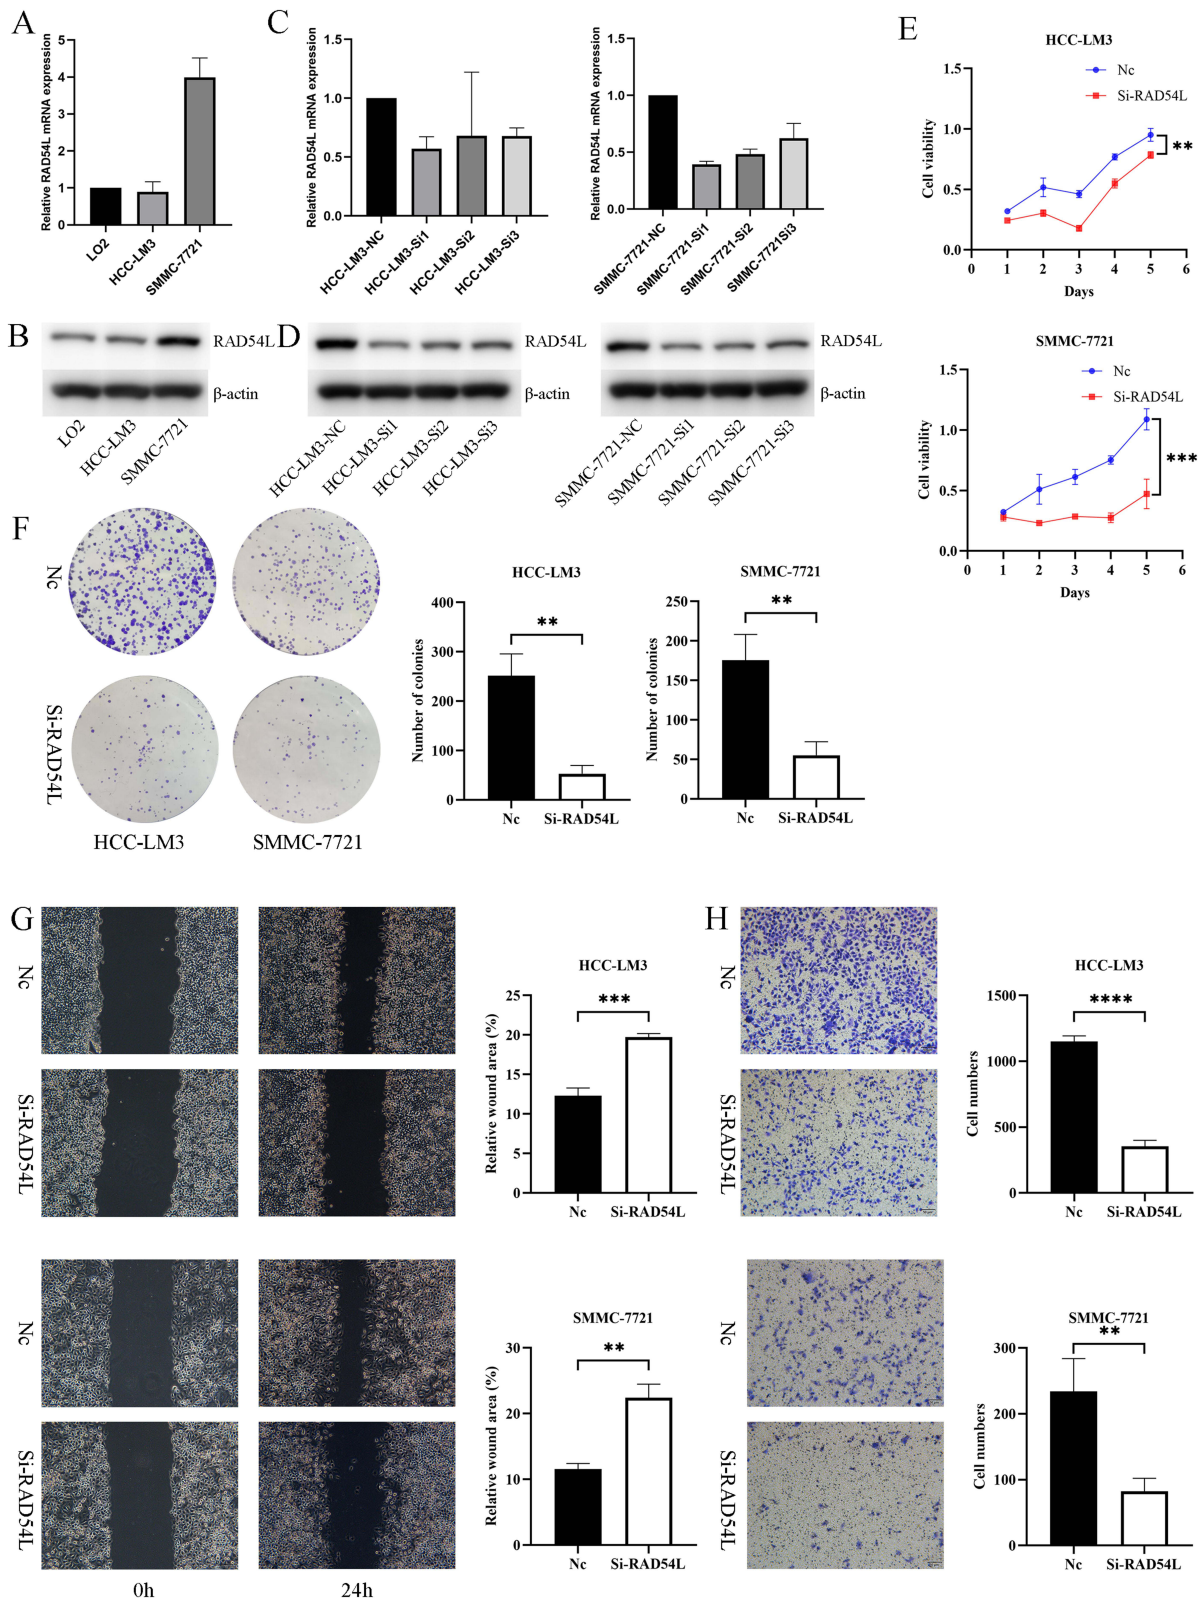 A
Relative RAD54L mRNA expression
5
4
3
2
1
0
LO2
HCC-LM3
SMMC-7721
C
Relative RAD54L mRNA expression
1.5
1.0
0.5
0.0
HCC-LM3-NC
HCC-LM3-Si1
HCC-LM3-Si2
HCC-LM3-Si3
Relative RAD54L mRNA expression
1.5
1.0
0.5
0.0
SMMC-7721-NC
SMMC-7721-Si1
SMMC-7721-Si2
SMMC-7721Si3
E
HCC-LM3
Nc
Si-RAD54L
Cell viability
1.5
1.0
0.5
0.0
**
0 1 2 3 4 5 6
Days
B
RAD54L
β-actin
LO2
HCC-LM3
SMMC-7721
D
RAD54L
β-actin
HCC-LM3-NC
HCC-LM3-Si1
HCC-LM3-Si2
HCC-LM3-Si3
RAD54L
β-actin
SMMC-7721-NC
SMMC-7721-Si1
SMMC-7721-Si2
SMMC-7721-Si3
SMMC-7721
Nc
Si-RAD54L
Cell viability
1.5
1.0
0.5
0.0
***
0 1 2 3 4 5 6
Days
F
Nc
Si-RAD54L
HCC-LM3
SMMC-7721
HCC-LM3
Number of colonies
400
300
200
100
0
**
Nc Si-RAD54L
SMMC-7721
Number of colonies
250
200
150
100
50
0
**
Nc Si-RAD54L
G
Nc
Si-RAD54L
HCC-LM3
Relative wound area (%)
25
20
15
10
5
0
***
Nc Si-RAD54L
Nc
Si-RAD54L
0h
24h
SMMC-7721
Relative wound area (%)
30
20
10
0
**
Nc Si-RAD54L
H
Nc
Si-RAD54L
HCC-LM3
Cell numbers
1500
1000
500
0
****
Nc Si-RAD54L
Nc
Si-RAD54L
SMMC-7721
Cell numbers
300
200
100
0
**
Nc Si-RAD54L